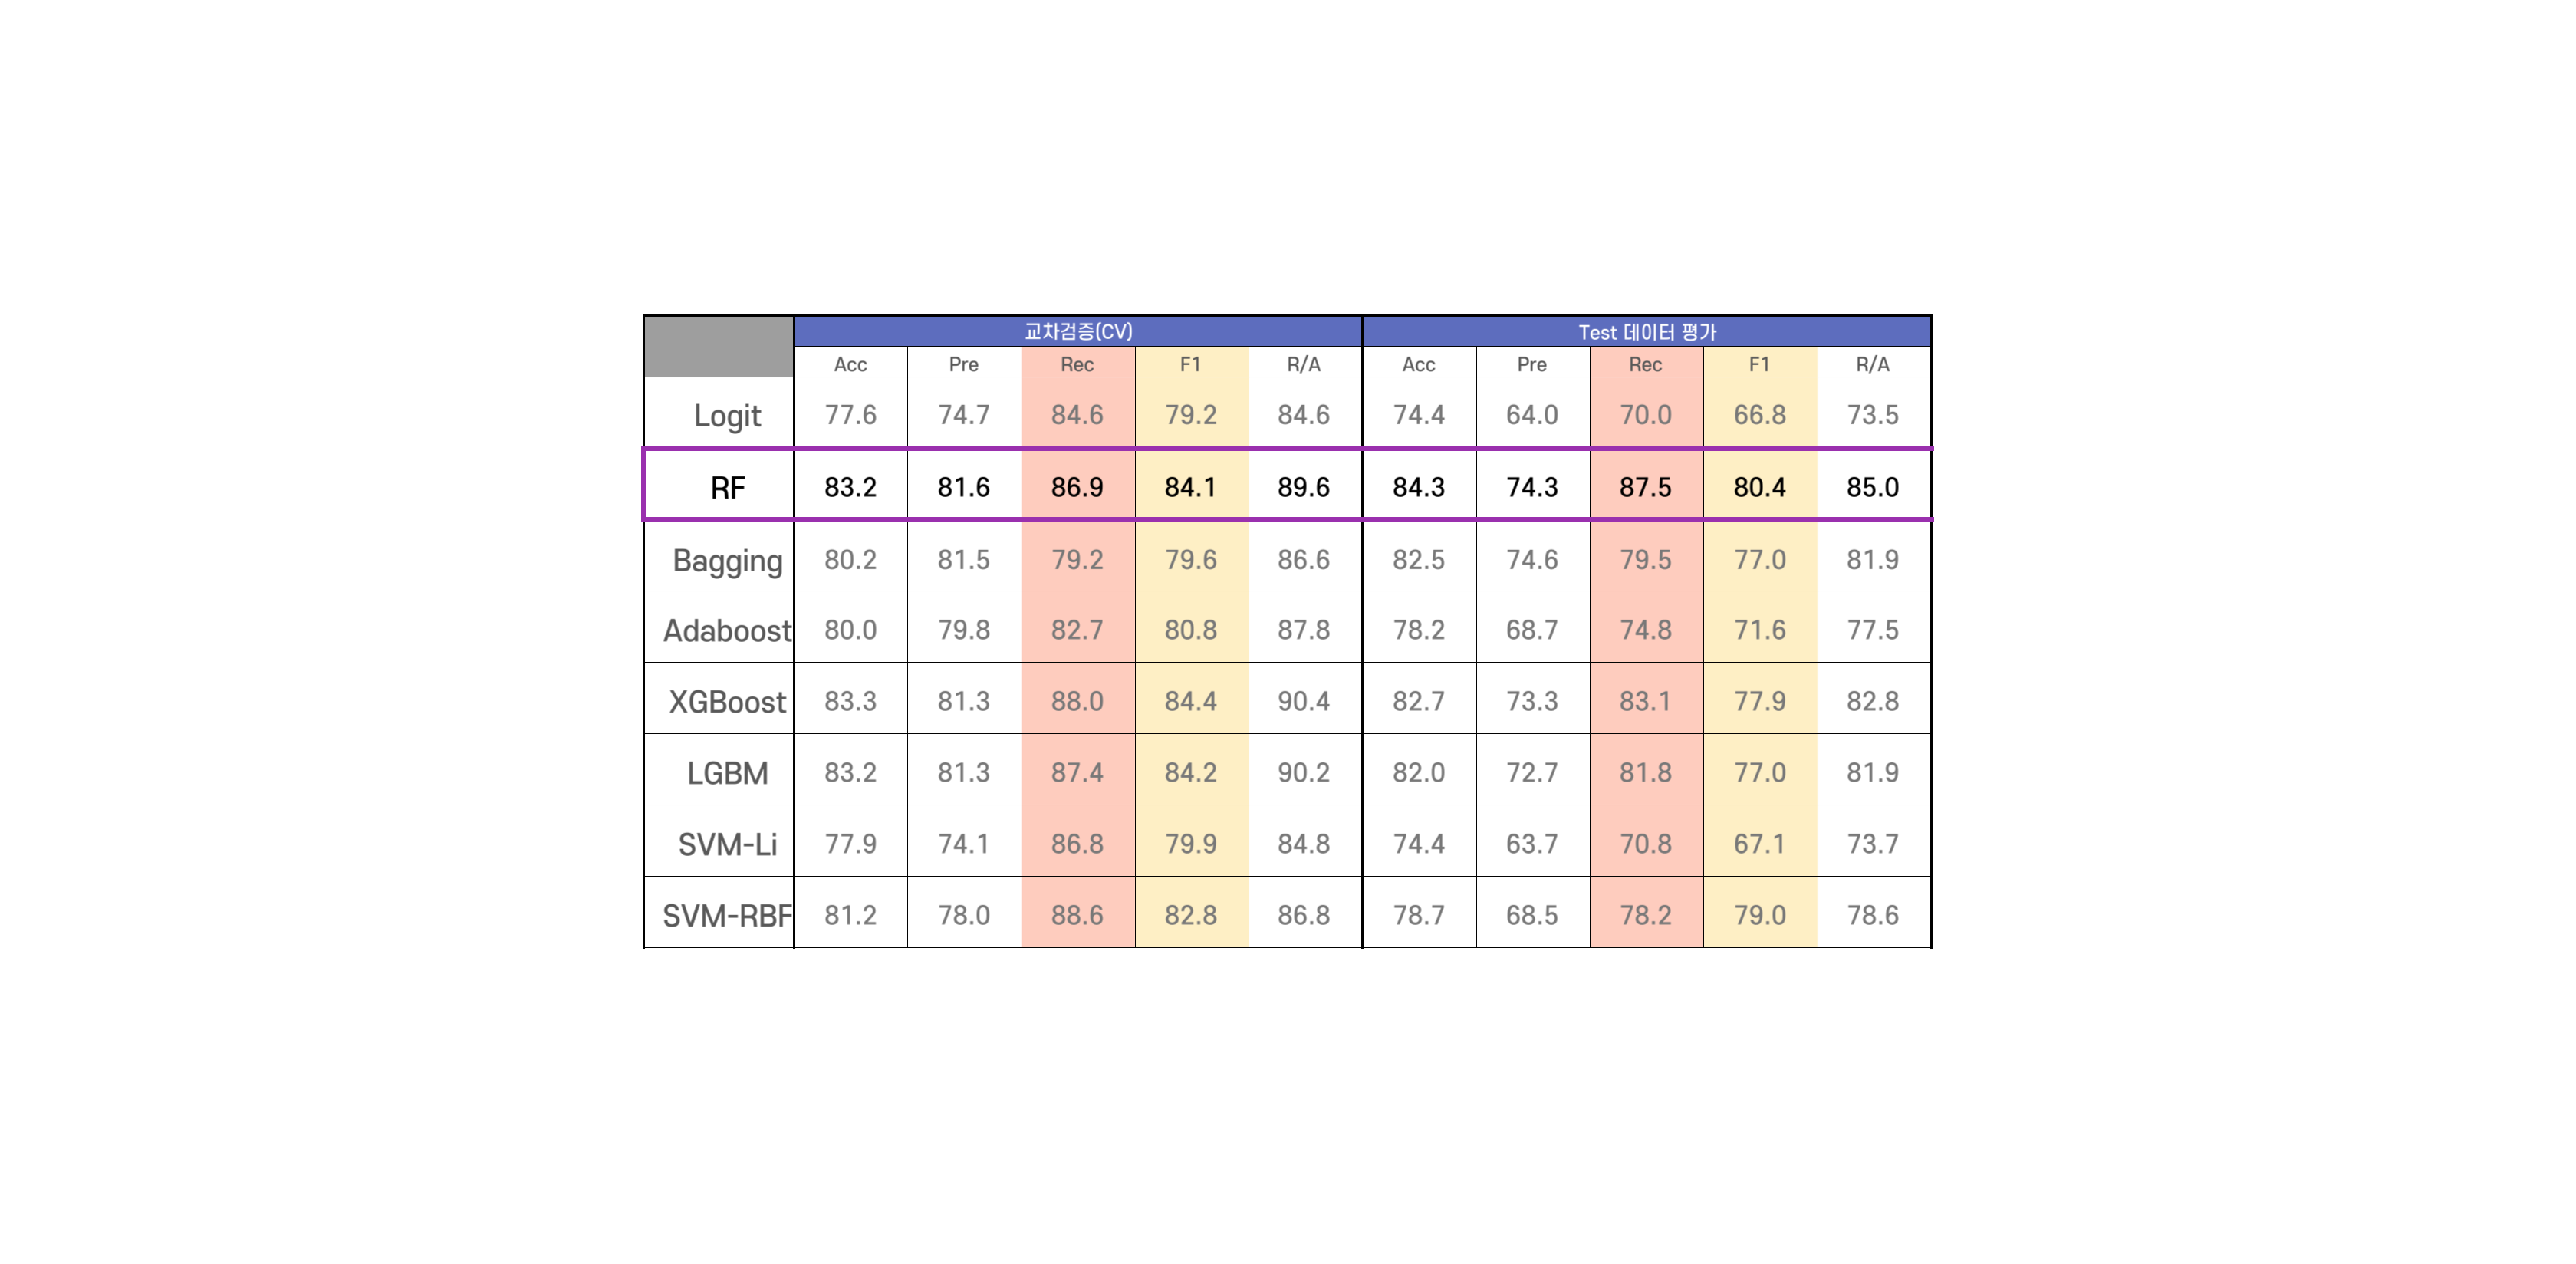 교차검증(CV) Test 데이터 평가
Acc Pre Rec F1 R/A Acc Pre Rec F1 R/A
Logit 77.6 74.7 84.6 79.2 84.6 74.4 64.0 70.0 66.8 73.5
RF 83.2 81.6 86.9 84.1 89.6 84.3 74.3 87.5 80.4 85.0
Bagging 80.2 81.5 79.2 79.6 86.6 82.5 74.6 79.5 77.0 81.9
Adaboost 80.0 79.8 82.7 80.8 87.8 78.2 68.7 74.8 71.6 77.5
XGBoost 83.3 81.3 88.0 84.4 90.4 82.7 73.3 83.1 77.9 82.8
LGBM 83.2 81.3 87.4 84.2 90.2 82.0 72.7 81.8 77.0 81.9
SVM-Li 77.9 74.1 86.8 79.9 84.8 74.4 63.7 70.8 67.1 73.7
SVM-RBF 81.2 78.0 88.6 82.8 86.8 78.7 68.5 78.2 79.0 78.6